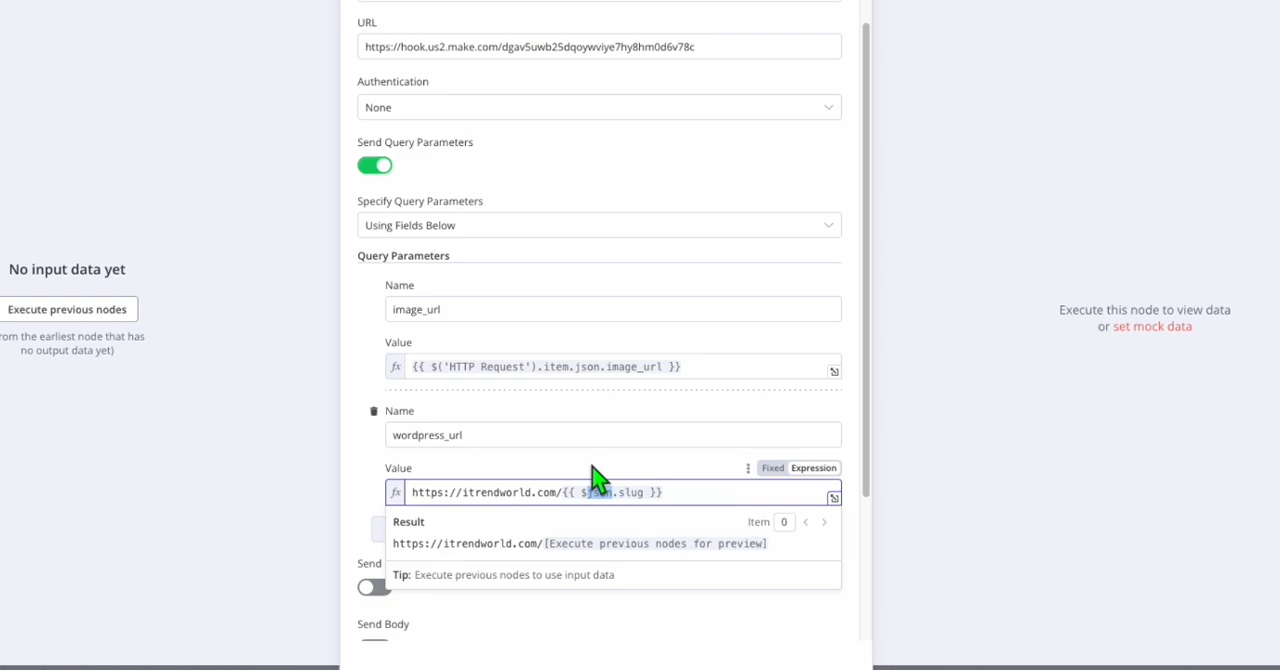 URL
https://hook.us2.make.com/dgav5uwb25dqoywviye7hy8hm0d6v78c
Authentication
None
Send Query Parameters
Specify Query Parameters
Using Fields Below
Query Parameters
No input data yet
Execute previous nodes
rom the earliest node that has
no output data yet)
Name
image_url
Value
fx {{ $('HTTP Request').item.json.image_url }}
Name
wordpress_url
Value
Fixed Expression
fx https://itrendworld.com/{{ $json.slug }}
Result
Item 0
https://itrendworld.com/[Execute previous nodes for preview]
Tip: Execute previous nodes to use input data
Send
Send Body
Execute this node to view data
or set mock data